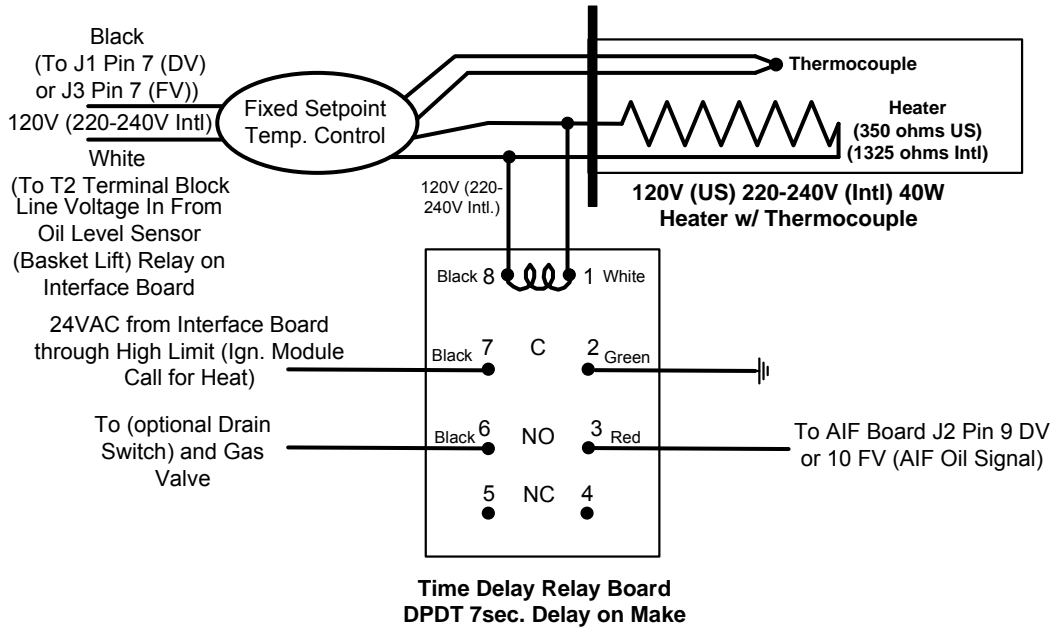 Black
(To J1 Pin 7 (DV)
or J3 Pin 7 (FV))
120V (220-240V Intl)
White
(To T2 Terminal Block
Line Voltage In From
Oil Level Sensor
(Basket Lift) Relay on
Interface Board
Fixed Setpoint
Temp. Control
Thermocouple
Heater
(350 ohms US)
(1325 ohms Intl)
120V (US) 220-240V (Intl) 40W
Heater w/ Thermocouple
120V (220-
240V Intl.)
Black 8 1 White
24VAC from Interface Board
through High Limit (Ign. Module
Call for Heat)
Black 7 C 2 Green
To (optional Drain
Switch) and Gas
Valve
Black 6 NO 3 Red
To AIF Board J2 Pin 9 DV
or 10 FV (AIF Oil Signal)
5 NC 4
Time Delay Relay Board
DPDT 7sec. Delay on Make